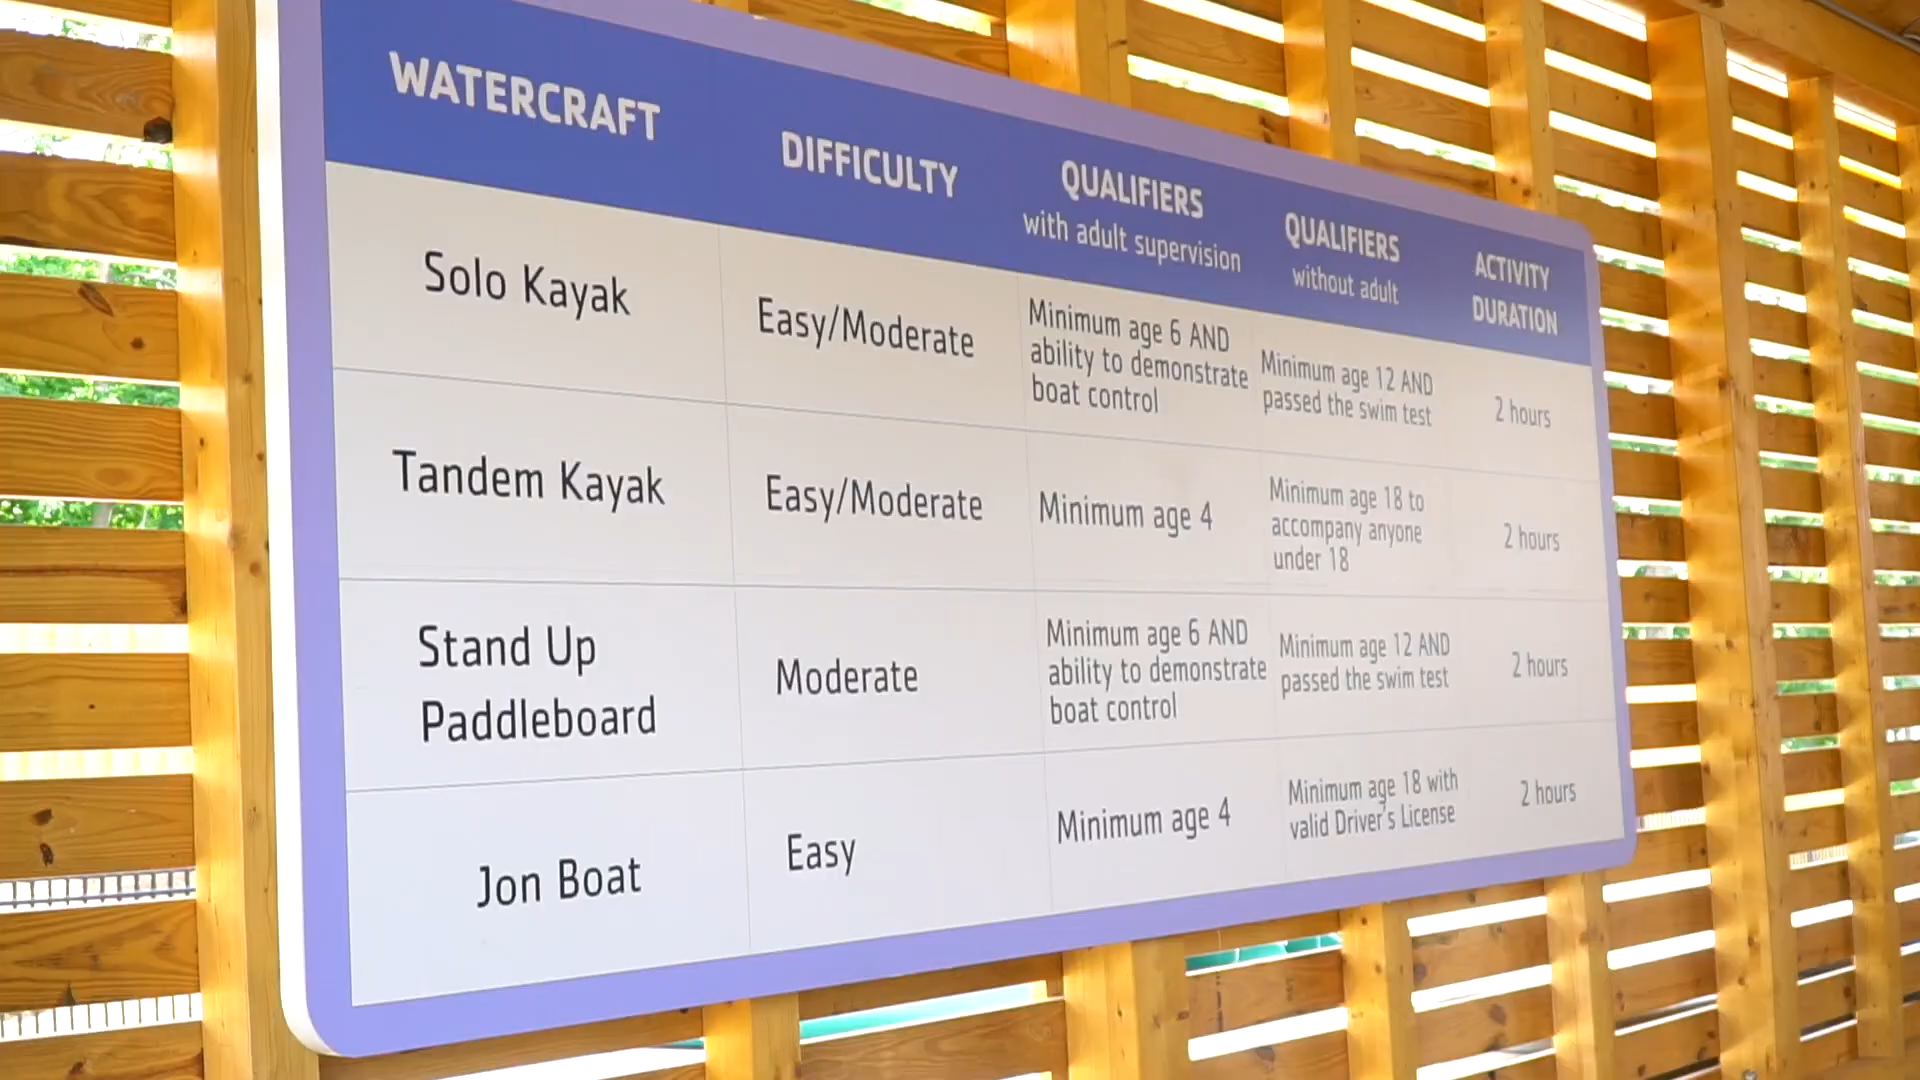 WATERCRAFT
DIFFICULTY
QUALIFIERS
with adult supervision
QUALIFIERS
without adult
ACTIVITY
DURATION
Solo Kayak
Easy/Moderate
Minimum age 6 AND
ability to demonstrate
boat control
Minimum age 12 AND
passed the swim test
2 hours
Tandem Kayak
Easy/Moderate
Minimum age 4
Minimum age 18 to
accompany anyone
under 18
2 hours
Stand Up
Paddleboard
Moderate
Minimum age 6 AND
ability to demonstrate
boat control
Minimum age 12 AND
passed the swim test
2 hours
Jon Boat
Easy
Minimum age 4
Minimum age 18 with
valid Driver's License
2 hours